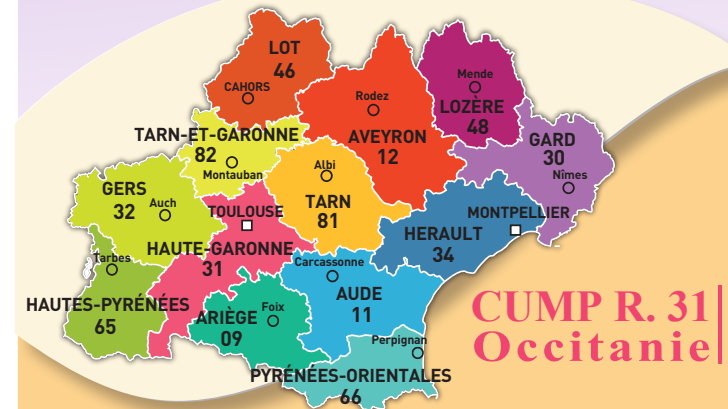 LOT
46
CAHORS
Mende
LOZÈRE
48
Rodez
AVEYRON
12
TARN-ET-GARONNE
82
Montauban
GARD
30
Nîmes
Albi
TARN
81
GERS
32
Auch
TOULOUSE
HAUTE-GARONNE
31
MONTPELLIER
HERAULT
34
Tarbes
HAUTES-PYRÉNÉES
65
Carcassonne
AUDE
11
ARIÈGE
09
Foix
Perpignan
PYRÉNÉES-ORIENTALES
66
CUMP R. 31
Occitanie